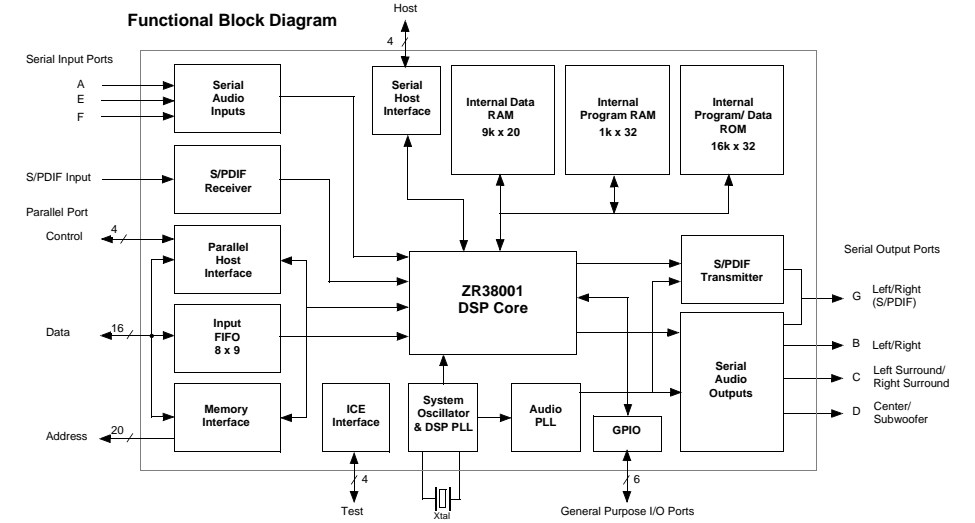 Functional Block Diagram
Host
4
Serial Input Ports
A
E
F
Serial
Audio
Inputs
Serial
Host
Interface
Internal Data
RAM
9k x 20
Internal
Program RAM
1k x 32
Internal
Program/ Data
ROM
16k x 32
S/PDIF Input
S/PDIF
Receiver
Parallel Port
Control
4
Parallel
Host
Interface
ZR38001
DSP Core
S/PDIF
Transmitter
Serial Output Ports
G
Left/Right
(S/PDIF)
Data
16
Input
FIFO
8 x 9
Serial
Audio
Outputs
B
Left/Right
C
Left Surround/
Right Surround
D
Center/
Subwoofer
Address
20
Memory
Interface
ICE
Interface
System
Oscillator
& DSP PLL
Audio
PLL
GPIO
4
Test
Xtal
6
General Purpose I/O Ports